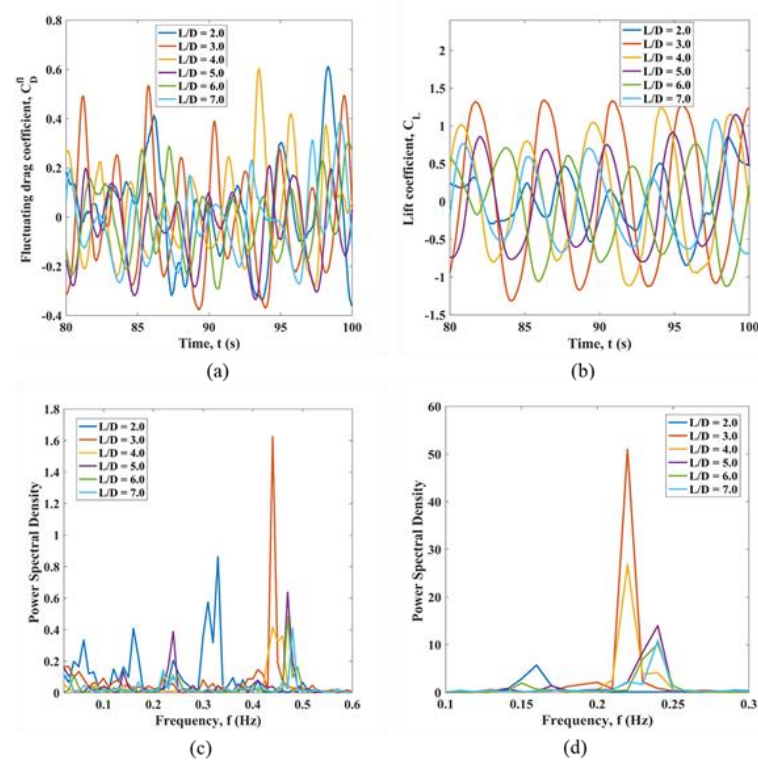 0.8
0.6
0.4
0.2
0
-0.2
-0.4
Fluctuating drag coefficient, C_D^fl
L/D = 2.0
L/D = 3.0
L/D = 4.0
L/D = 5.0
L/D = 6.0
L/D = 7.0
80 85 90 95 100
Time, t (s)
(a)
2
1.5
1
0.5
0
-0.5
-1
-1.5
Lift coefficient, C_L
L/D = 2.0
L/D = 3.0
L/D = 4.0
L/D = 5.0
L/D = 6.0
L/D = 7.0
80 85 90 95 100
Time, t (s)
(b)
1.8
1.6
1.4
1.2
1
0.8
0.6
0.4
0.2
0
Power Spectral Density
L/D = 2.0
L/D = 3.0
L/D = 4.0
L/D = 5.0
L/D = 6.0
L/D = 7.0
0.1 0.2 0.3 0.4 0.5 0.6
Frequency, f (Hz)
(c)
60
50
40
30
20
10
0
Power Spectral Density
L/D = 2.0
L/D = 3.0
L/D = 4.0
L/D = 5.0
L/D = 6.0
L/D = 7.0
0.1 0.15 0.2 0.25 0.3
Frequency, f (Hz)
(d)